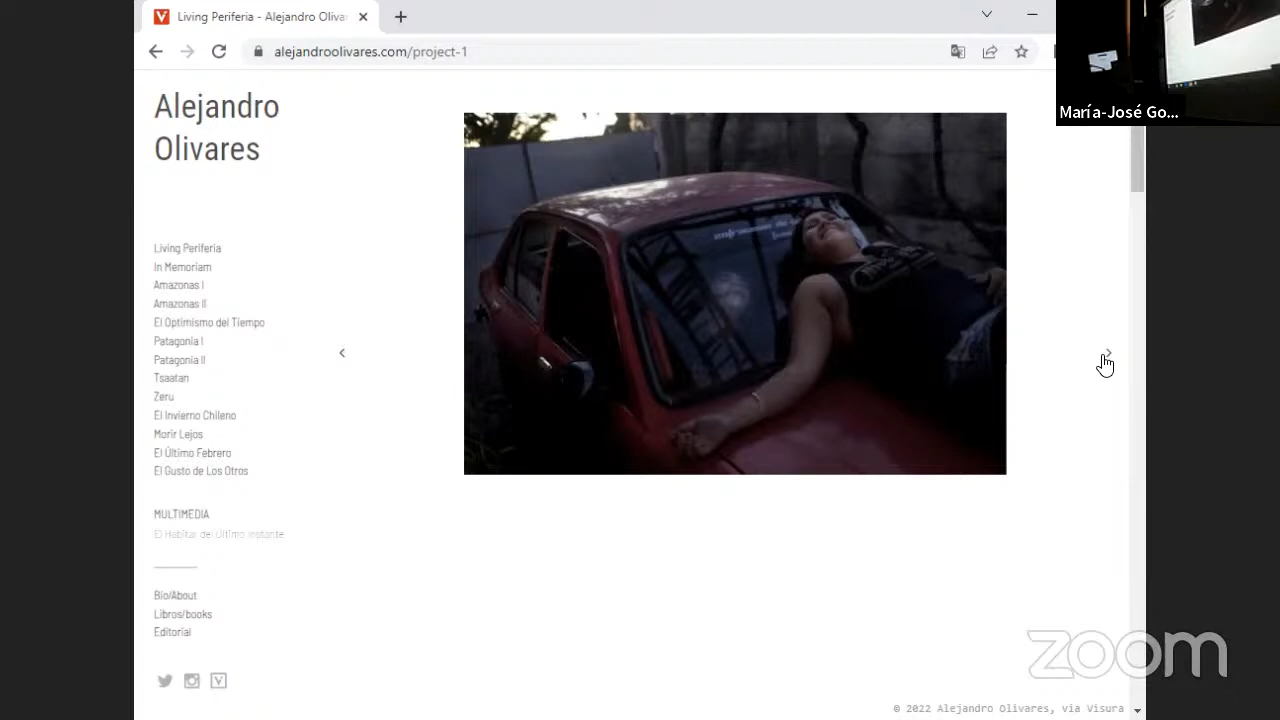 Living Periferia - Alejandro Oliva
alejandroolivares.com/project-1
María-José Go...
Alejandro
Olivares
Living Periferia
In Memoriam
Amazonas I
Amazonas II
El Optimismo del Tiempo
Patagonia I
Patagonia II
Tsaatan
Zeru
El Invierno Chileno
Morir Lejos
El Último Febrero
El Gusto de Los Otros
MULTIMEDIA
El Habitar del Último Instante
Bio/About
Libros/books
Editorial
zoom
© 2022 Alejandro Olivares, via Visura